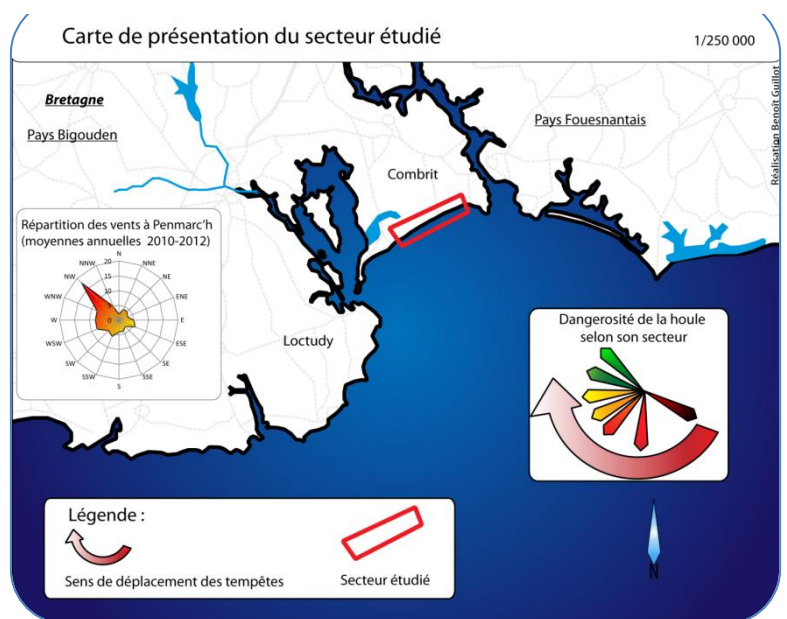 Carte de présentation du secteur étudié
1/250 000
Réalisation Benoît Guillot
Bretagne
Pays Bigouden
Pays Fouesnantais
Combrit
Répartition des vents à Penmarc'h
(moyennes annuelles 2010-2012)
N
NNW
NNE
NW
NE
WNW
ENE
W
E
WSW
ESE
SW
SE
SSW
SSE
S
20
15
10
5
0
Loctudy
Dangerosité de la houle
selon son secteur
Légende :
Sens de déplacement des tempêtes
Secteur étudié
N